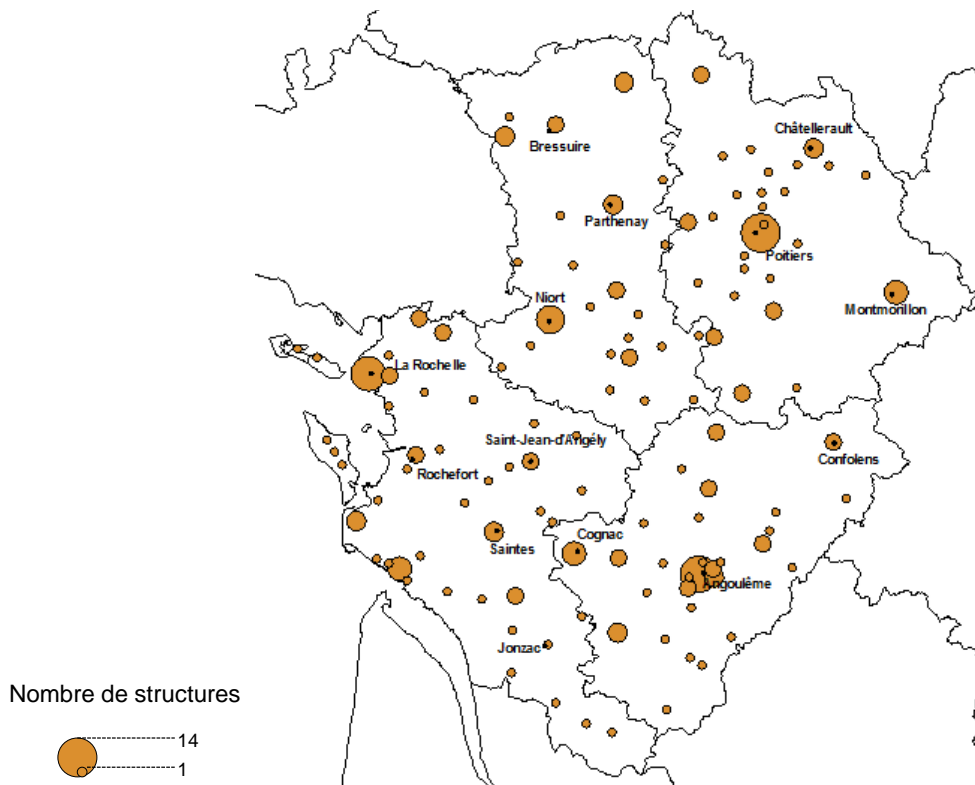 Châtellerault
Bressuire
Parthenay
Poitiers
Montmorillon
Niort
La Rochelle
Saint-Jean-d'Angély
Rochefort
Confolens
Cognac
Saintes
Angoulême
Jonzac
Nombre de structures
14
1